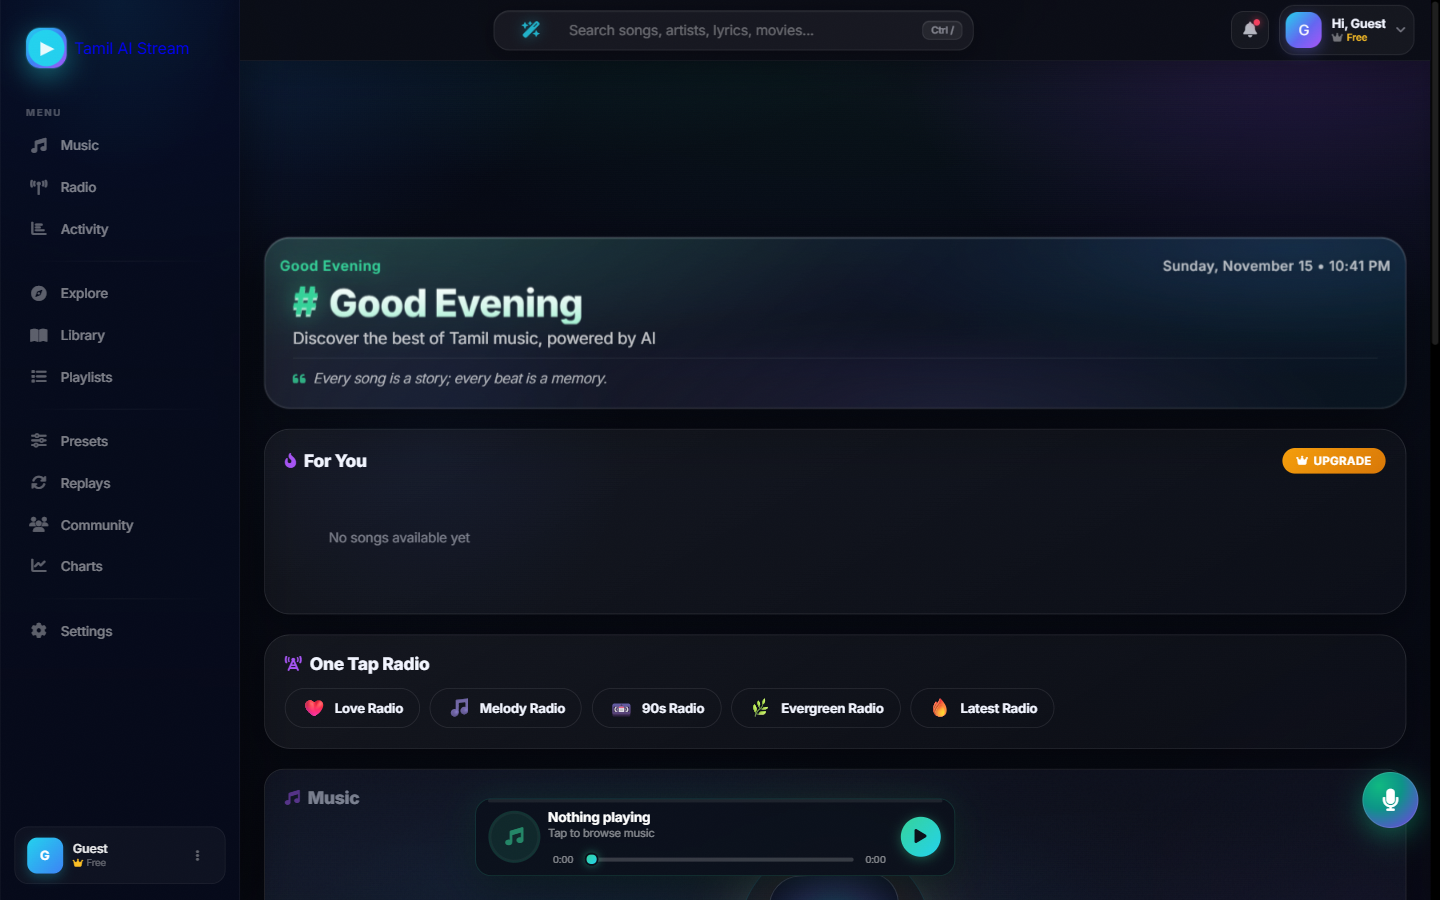 Tamil AI Stream
Search songs, artists, lyrics, movies...
Ctrl /
G
Hi, Guest
Free
MENU
Music
Radio
Activity
Explore
Library
Playlists
Presets
Replays
Community
Charts
Settings
G
Guest
Free
Good Evening
Sunday, November 15 • 10:41 PM
# Good Evening
Discover the best of Tamil music, powered by AI
Every song is a story; every beat is a memory.
For You
UPGRADE
No songs available yet
One Tap Radio
Love Radio
Melody Radio
90s Radio
Evergreen Radio
Latest Radio
Music
Nothing playing
Tap to browse music
0:00
0:00